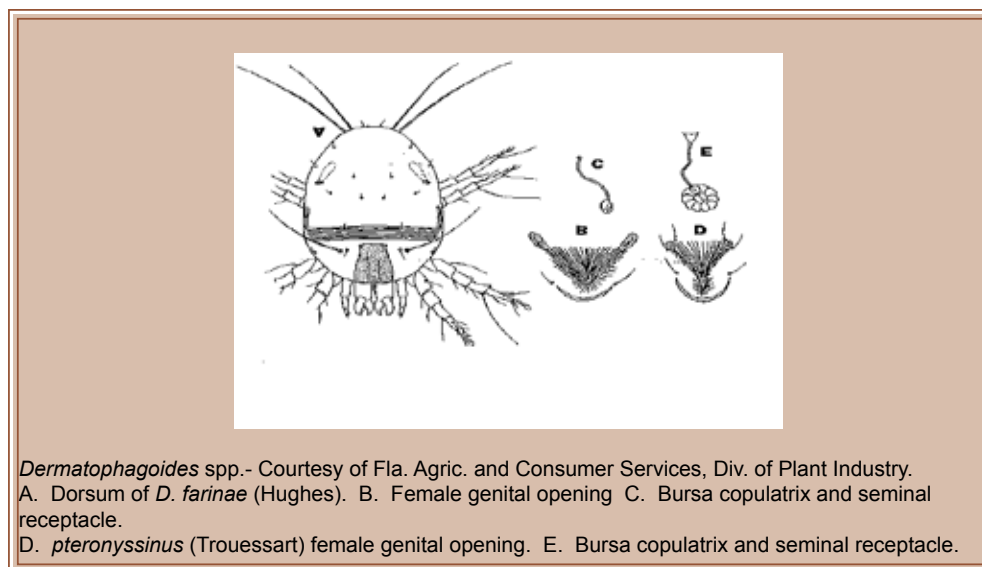 A
C
E
B
D
Dermatophagoides spp.- Courtesy of Fla. Agric. and Consumer Services, Div. of Plant Industry.
A. Dorsum of D. farinae (Hughes). B. Female genital opening C. Bursa copulatrix and seminal
receptacle.
D. pteronyssinus (Trouessart) female genital opening. E. Bursa copulatrix and seminal receptacle.